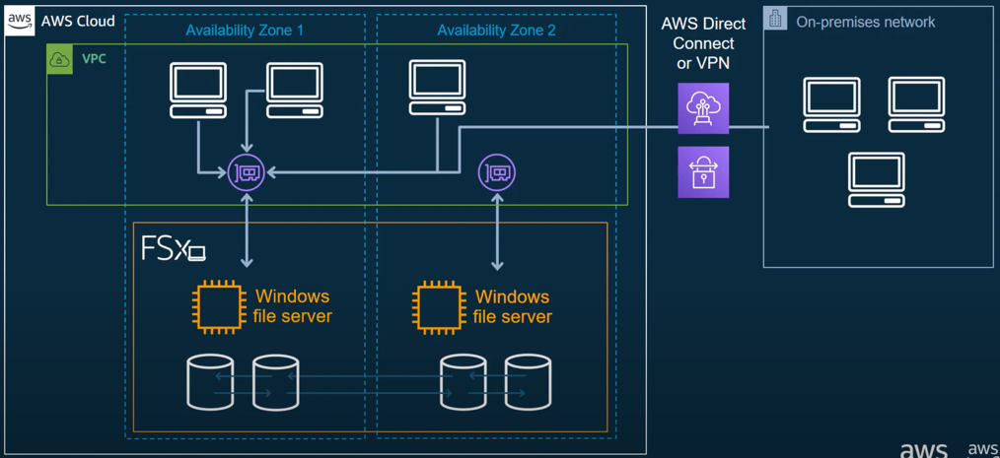 aws
AWS Cloud
Availability Zone 1
Availability Zone 2
AWS Direct
Connect
or VPN
On-premises network
VPC
FSx
Windows
file server
Windows
file server
aws
aws